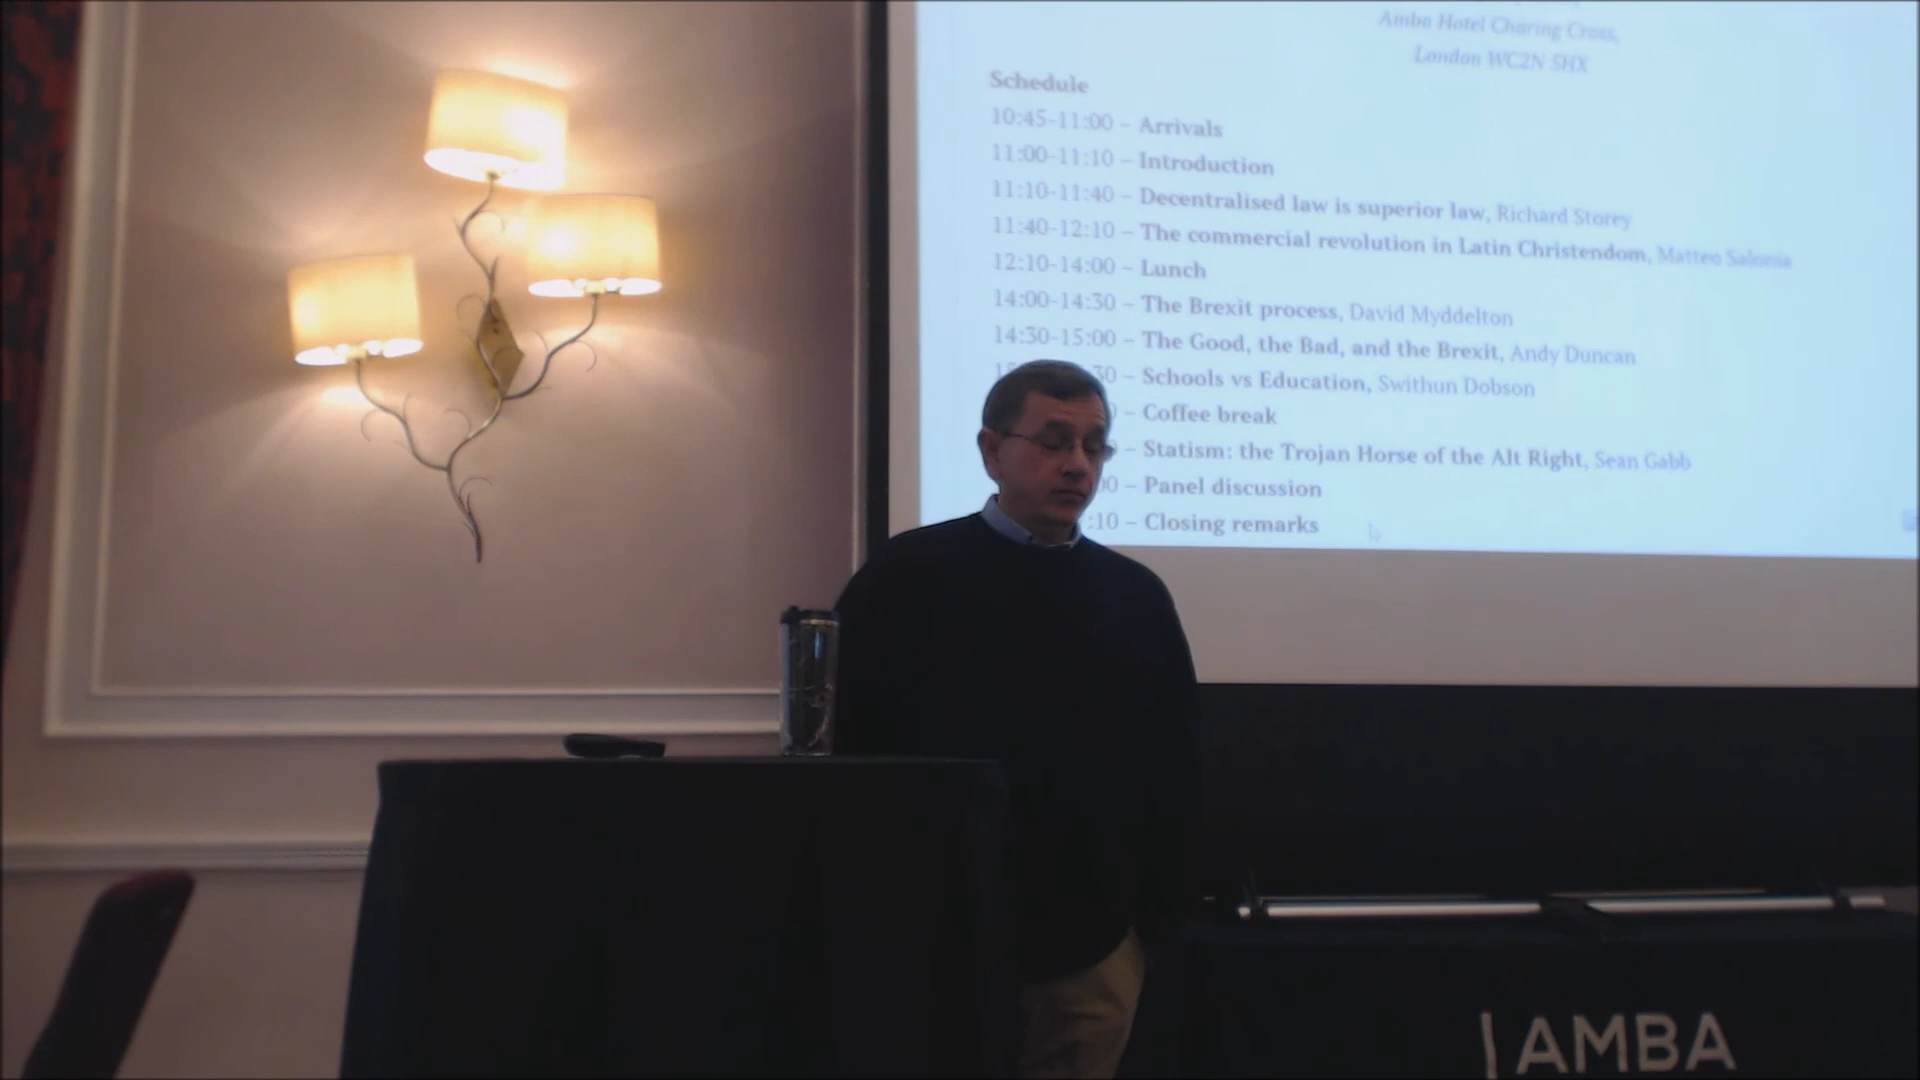 Amba Hotel Charing Cross,
London WC2N 5HX
Schedule
10:45-11:00 – Arrivals
11:00-11:10 – Introduction
11:10-11:40 – Decentralised law is superior law, Richard Storey
11:40-12:10 – The commercial revolution in Latin Christendom, Matteo Salonia
12:10-14:00 – Lunch
14:00-14:30 – The Brexit process, David Myddelton
14:30-15:00 – The Good, the Bad, and the Brexit, Andy Duncan
30 – Schools vs Education, Swithun Dobson
– Coffee break
– Statism: the Trojan Horse of the Alt Right, Sean Gabb
00 – Panel discussion
:10 – Closing remarks
AMBA